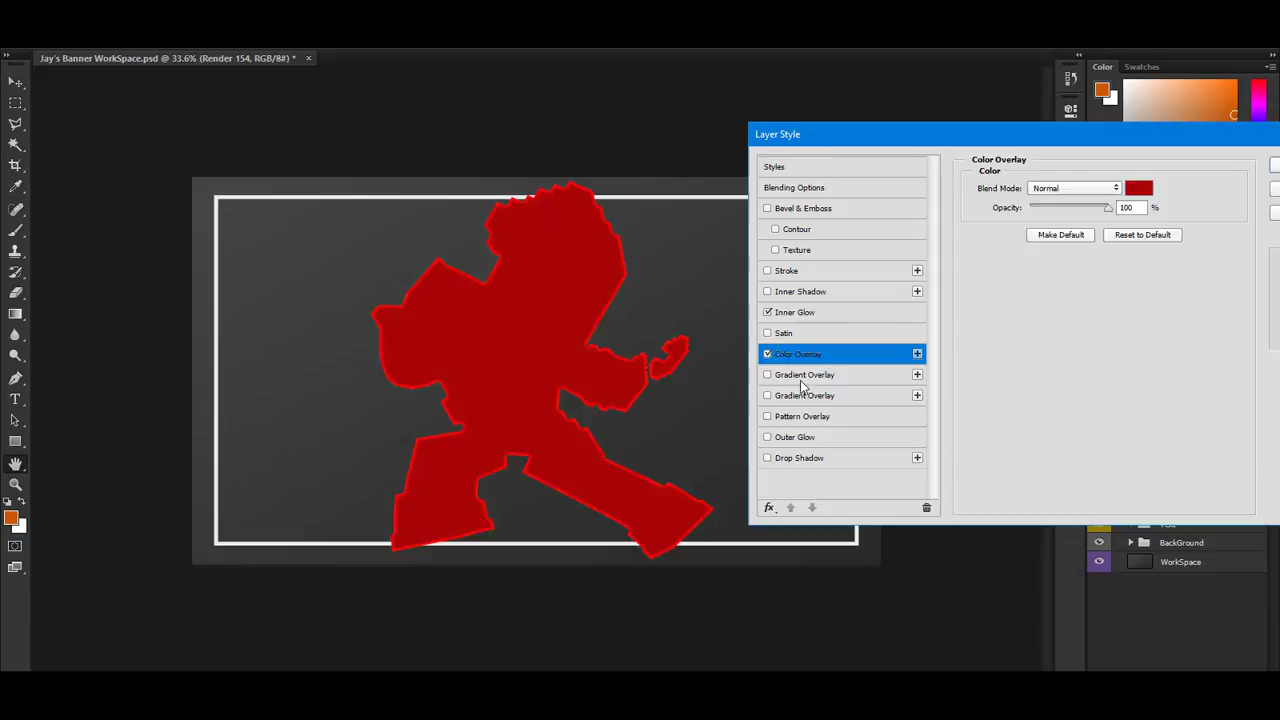 Jay's Banner WorkSpace.psd @ 33.6% (Render 154, RGB/8#) *
Color
Swatches
Layer Style
Styles
Blending Options
Bevel & Emboss
Contour
Texture
Stroke
Inner Shadow
Inner Glow
Satin
Color Overlay
Gradient Overlay
Gradient Overlay
Pattern Overlay
Outer Glow
Drop Shadow
fx
Color Overlay
Color
Blend Mode: Normal
Opacity: 100 %
Make Default
Reset to Default
BackGround
WorkSpace